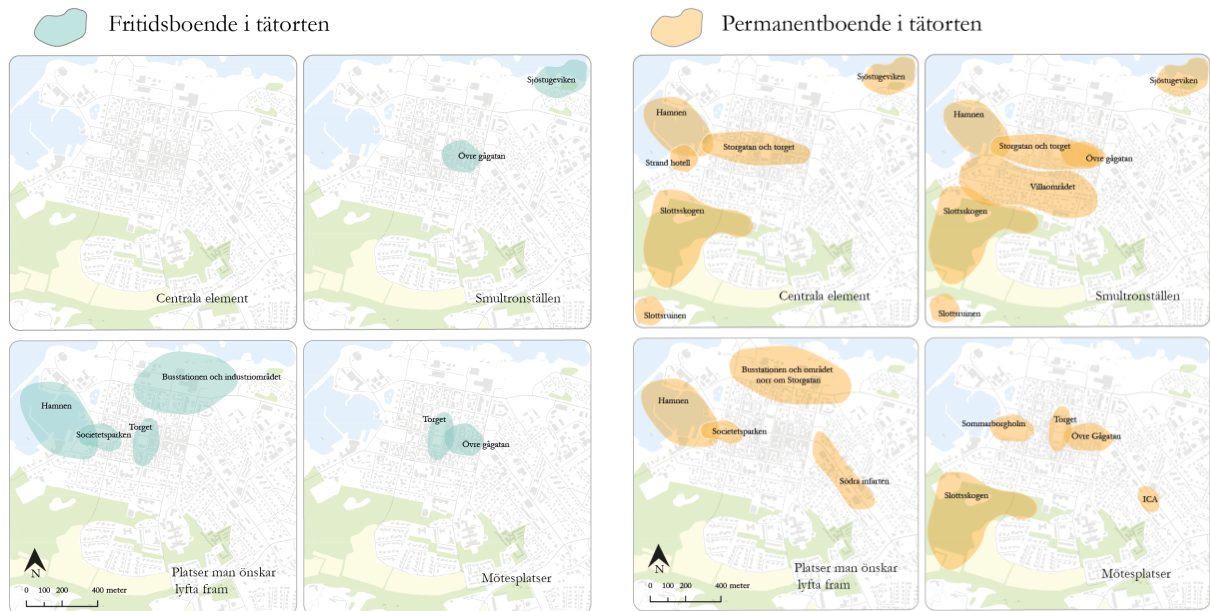 Fritidsboende i tätorten
Sjöstugeviken
Övre gågatan
Centrala element
Smultronställen
Busstationen och industriområdet
Hamnen
Societetsparken
Torget
Torget
Övre gågatan
N
0 100 200 400 meter
Platser man önskar
lyfta fram
Mötesplatser
Permanentboende i tätorten
Sjöstugeviken
Hamnen
Storgatan och torget
Strand hotell
Slottsskogen
Centrala element
Slottsruinen
Sjöstugeviken
Hamnen
Storgatan och torget
Övre gågatan
Villaområdet
Slottsskogen
Smultronställen
Slottsruinen
Busstationen och området
norr om Storgatan
Hamnen
Societetsparken
Södra infarten
N
0 100 200 400 meter
Platser man önskar
lyfta fram
Sommarborgholm
Torget
Övre Gågatan
Slottsskogen
ICA
Mötesplatser